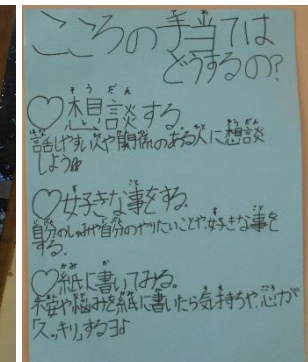 こころの手当ては
どうするの?
♡想談する。
話しやすい人や関係のある人に想談
しよう
♡好きな事をする。
自分のしゅみや自分のやりたいことや、好きな事を
する。
♡紙に書いてみる。
不安や悩みを紙に書いたら気持ちや、心が
「スッキリ」するヨ♪